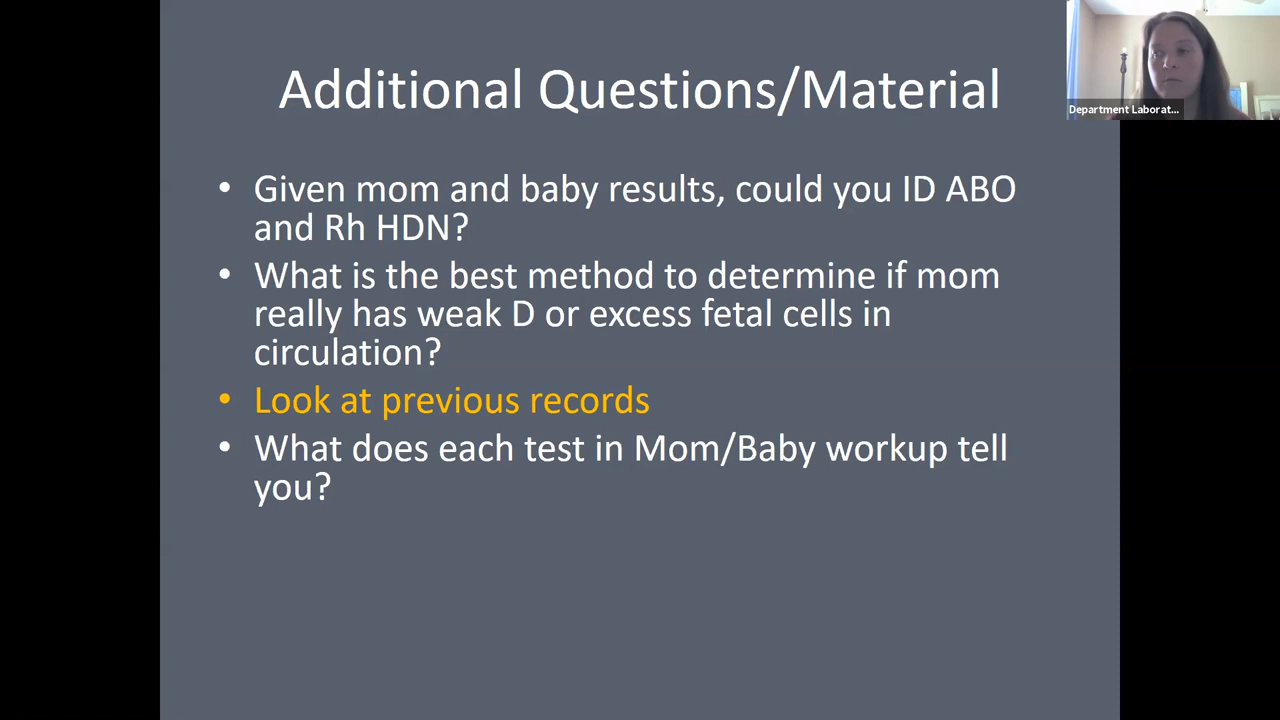 Additional Questions/Material
Department Laborat...
• Given mom and baby results, could you ID ABO
and Rh HDN?
• What is the best method to determine if mom
really has weak D or excess fetal cells in
circulation?
• Look at previous records
• What does each test in Mom/Baby workup tell
you?